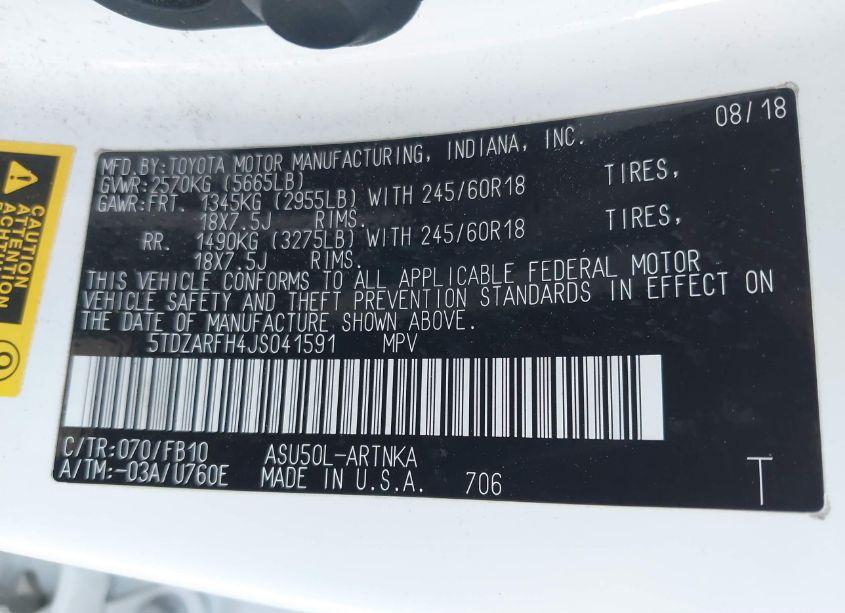 08/18
MFD.BY:TOYOTA MOTOR MANUFACTURING, INDIANA, INC.
GVWR:2570KG (5665LB)
GAWR:FRT. 1345KG (2955LB) WITH 245/60R18 TIRES,
18X7.5J RIMS.
RR. 1490KG (3275LB) WITH 245/60R18 TIRES,
18X7.5J RIMS.
THIS VEHICLE CONFORMS TO ALL APPLICABLE FEDERAL MOTOR
VEHICLE SAFETY AND THEFT PREVENTION STANDARDS IN EFFECT ON
THE DATE OF MANUFACTURE SHOWN ABOVE.
5TDZARFH4JS041591 MPV
C/TR:070/FB10 ASU50L-ARTNKA
A/TM:-03A/U760E MADE IN U.S.A. 706
T
CAUTION
ATTENTION